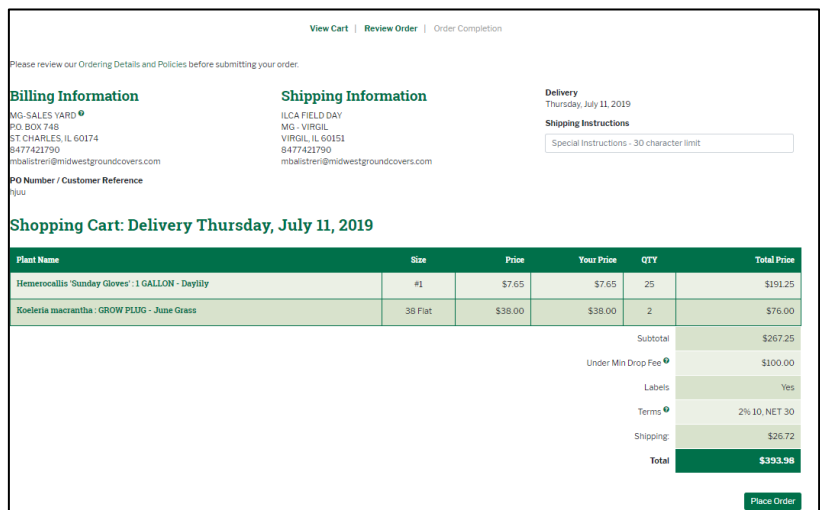 View Cart | Review Order | Order Completion
Please review our Ordering Details and Policies before submitting your order.
Billing Information
MG-SALES YARD
P.O. BOX 748
ST. CHARLES, IL 60174
8477421790
mbalistreri@midwestgroundcovers.com
PO Number / Customer Reference
hjuu
Shipping Information
ILCA FIELD DAY
MG - VIRGIL
VIRGIL, IL 60151
8477421790
mbalistreri@midwestgroundcovers.com
Delivery
Thursday, July 11, 2019
Shipping Instructions
Special Instructions - 30 character limit
Shopping Cart: Delivery Thursday, July 11, 2019
Plant Name Size Price Your Price QTY Total Price
Hemerocallis 'Sunday Gloves' : 1 GALLON - Daylily #1 $7.65 $7.65 25 $191.25
Koeleria macrantha : GROW PLUG - June Grass 38 Flat $38.00 $38.00 2 $76.00
Subtotal $267.25
Under Min Drop Fee $100.00
Labels Yes
Terms 2% 10, NET 30
Shipping: $26.72
Total $393.98
Place Order